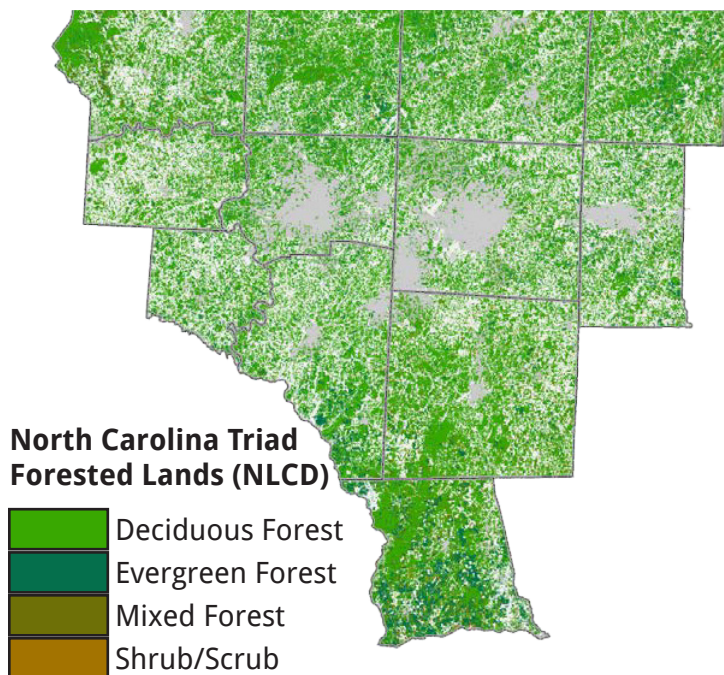 North Carolina Triad
Forested Lands (NLCD)
Deciduous Forest
Evergreen Forest
Mixed Forest
Shrub/Scrub